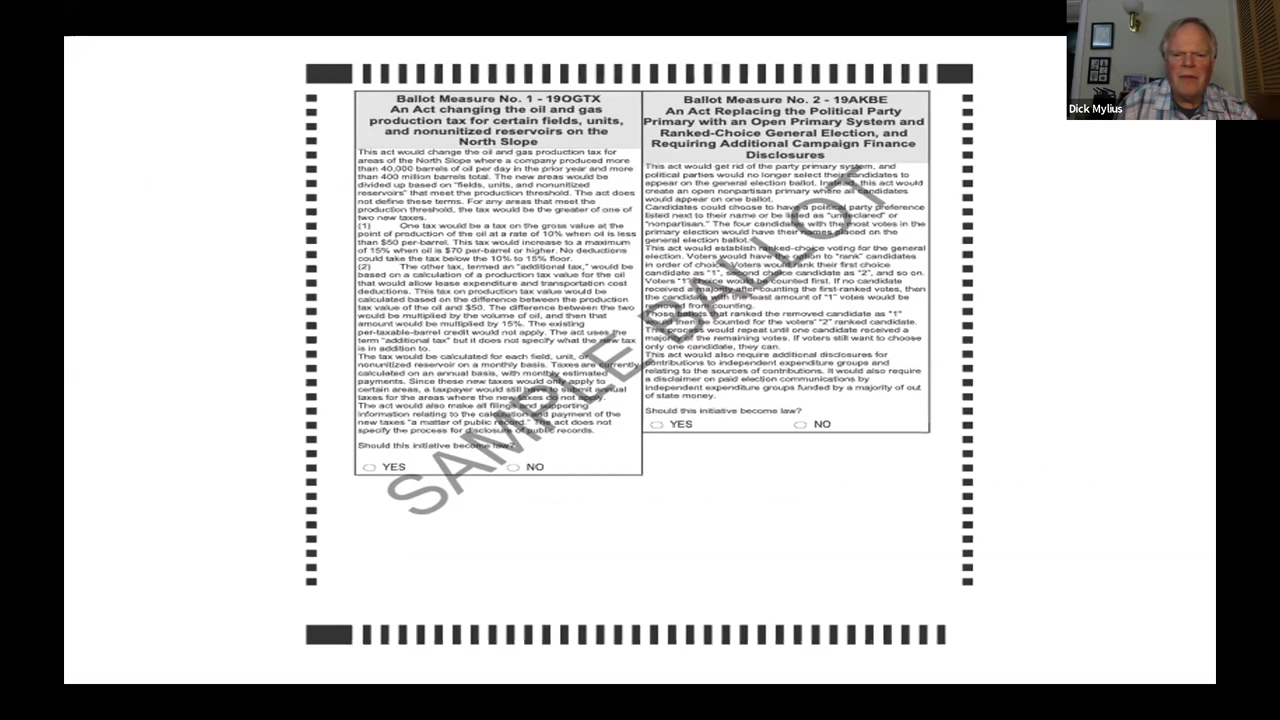 Dick Mylius
Ballot Measure No. 1 - 19OGTX
An Act changing the oil and gas
production tax for certain fields, units,
and nonunitized reservoirs on the
North Slope
This act would change the oil and gas production tax for
areas of the North Slope where a company produced more
than 40,000 barrels of oil per day in the prior year and more
than 400 million barrels total. The new areas would be
divided up based on "fields, units, and nonunitized
reservoirs" that meet the production threshold. The act does
not define these terms. For any areas that meet the
production threshold, the tax would be the greater of one of
two new taxes.
(1) One tax would be a tax on the gross value at the
point of production of the oil at a rate of 10% when oil is less
than $50 per-barrel. This tax would increase to a maximum
of 15% when oil is $70 per-barrel or higher. No deductions
could take the tax below the 10% to 15% floor.
(2) The other tax, termed an "additional tax," would be
based on a calculation of a production tax value for the oil
that would allow lease expenditure and transportation cost
deductions. This tax on production tax value would be
calculated based on the difference between the production
tax value of the oil and $50. The difference between the two
would be multiplied by the volume of oil, and then that
amount would be multiplied by 15%. The existing
per-taxable-barrel credit would not apply. The act uses the
term "additional tax" but it does not specify what the new tax
is in addition to.
The tax would be calculated for each field, unit, or
nonunitized reservoir on a monthly basis. Taxes are currently
calculated on an annual basis, with monthly estimated
payments. Since these new taxes would only apply to
certain areas, a taxpayer would still have to submit annual
taxes for the areas where the new taxes do not apply.
The act would also make all filings and supporting
information relating to the calculation and payment of the
new taxes "a matter of public record." The act does not
specify the process for disclosure of public records.
Should this initiative become law?
YES NO
Ballot Measure No. 2 - 19AKBE
An Act Replacing the Political Party
Primary with an Open Primary System and
Ranked-Choice General Election, and
Requiring Additional Campaign Finance
Disclosures
This act would get rid of the party primary system, and
political parties would no longer select their candidates to
appear on the general election ballot. Instead, this act would
create an open nonpartisan primary where all candidates
would appear on one ballot.
Candidates could choose to have a political party preference
listed next to their name or be listed as "undeclared" or
"nonpartisan." The four candidates with the most votes in the
primary election would have their names placed on the
general election ballot.
This act would establish ranked-choice voting for the general
election. Voters would have the option to "rank" candidates
in order of choice. Voters would rank their first choice
candidate as "1", second choice candidate as "2", and so on.
Voters "1" choice would be counted first. If no candidate
received a majority after counting the first-ranked votes, then
the candidate with the least amount of "1" votes would be
removed from counting.
Those ballots that ranked the removed candidate as "1"
would then be counted for the voters' "2" ranked candidate.
This process would repeat until one candidate received a
majority of the remaining votes. If voters still want to choose
only one candidate, they can.
This act would also require additional disclosures for
contributions to independent expenditure groups and
relating to the sources of contributions. It would also require
a disclaimer on paid election communications by
independent expenditure groups funded by a majority of out
of state money.
Should this initiative become law?
YES NO
SAMPLE BALLOT